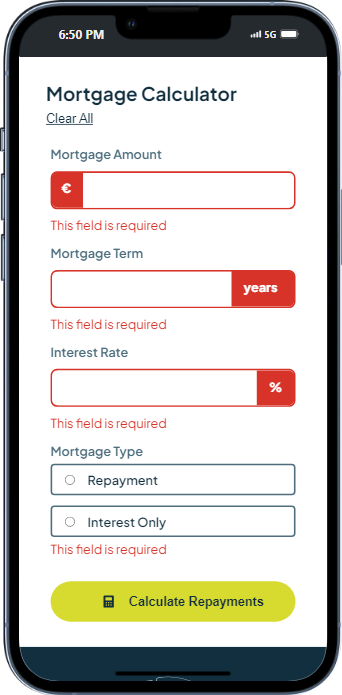 6:50 PM 5G
Mortgage Calculator
Clear All
Mortgage Amount
€
This field is required
Mortgage Term
years
This field is required
Interest Rate
%
This field is required
Mortgage Type
Repayment
Interest Only
This field is required
Calculate Repayments